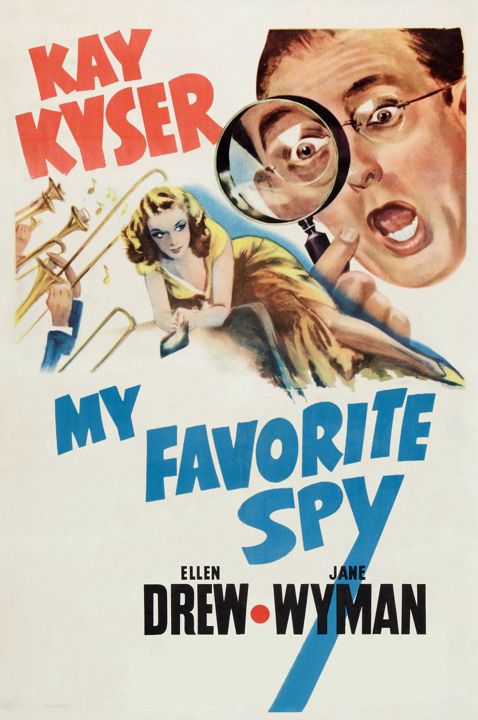 KAY
KYSER
MY
FAVORITE
SPY
ELLEN JANE
DREW • WYMAN